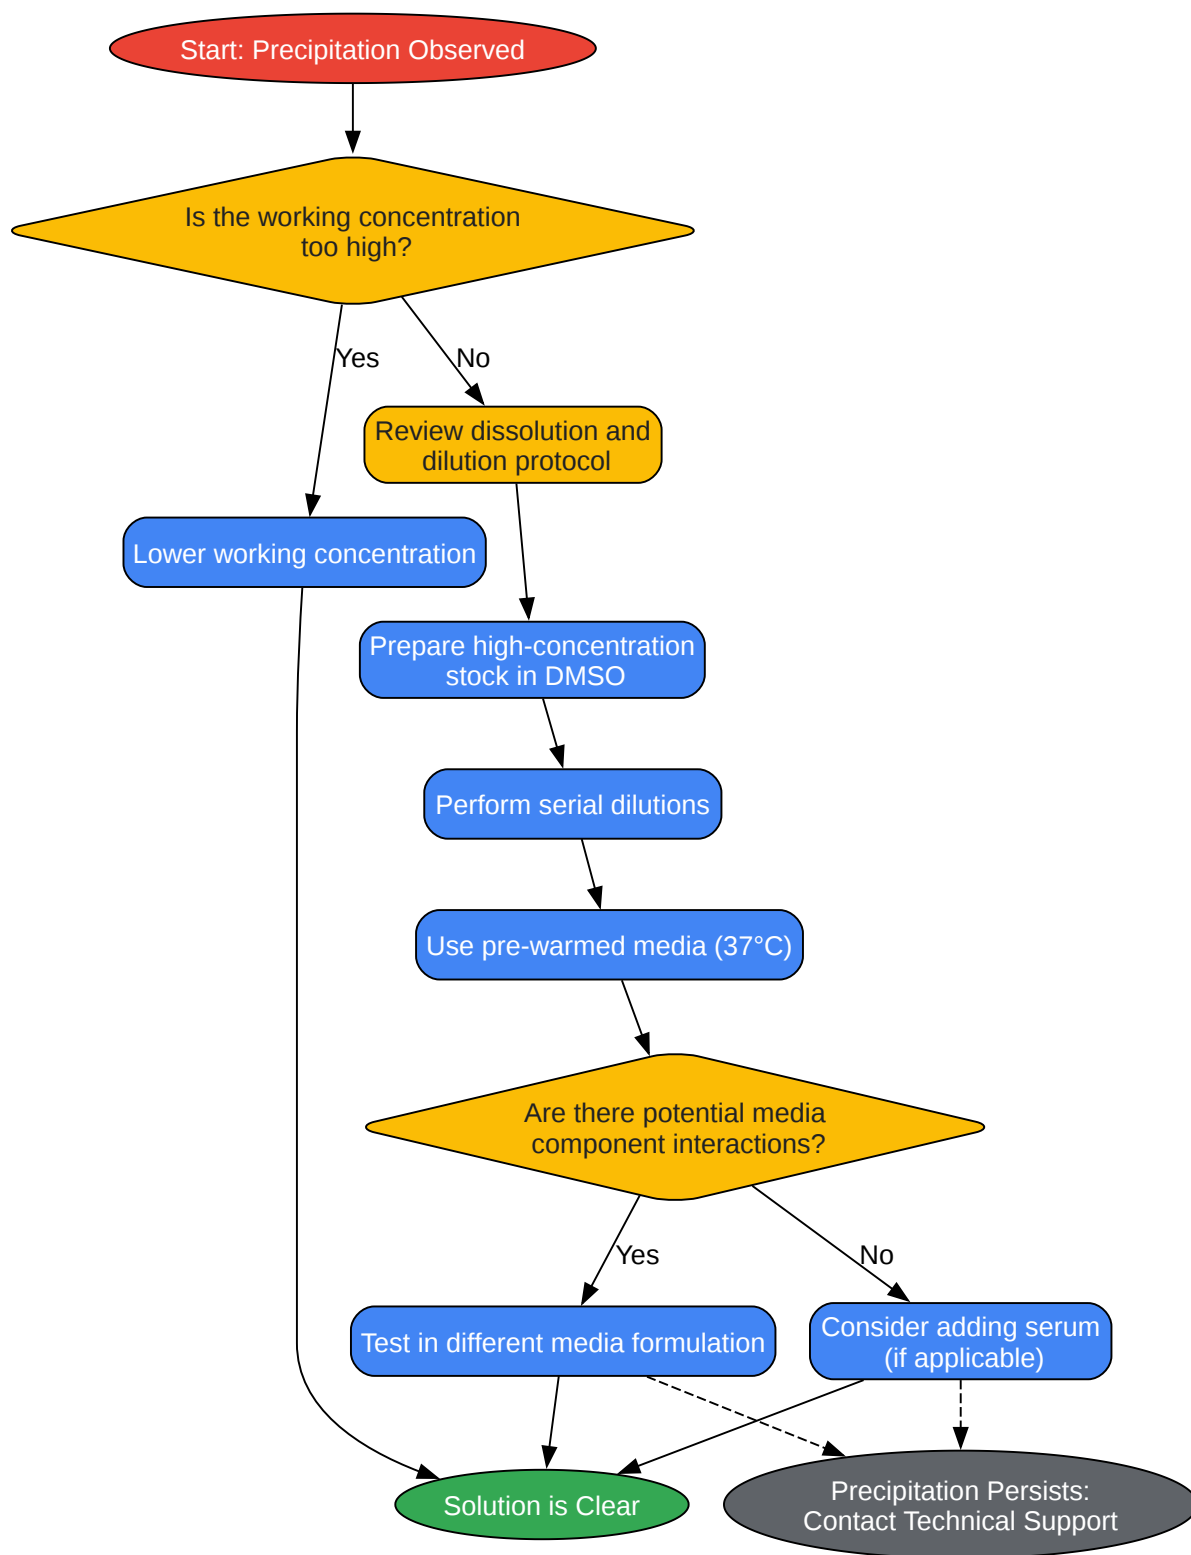 Start: Precipitation Observed
Is the working concentration
too high?
Yes
No
Review dissolution and
dilution protocol
Lower working concentration
Prepare high-concentration
stock in DMSO
Perform serial dilutions
Use pre-warmed media (37°C)
Are there potential media
component interactions?
Yes
No
Test in different media formulation
Consider adding serum
(if applicable)
Solution is Clear
Precipitation Persists:
Contact Technical Support